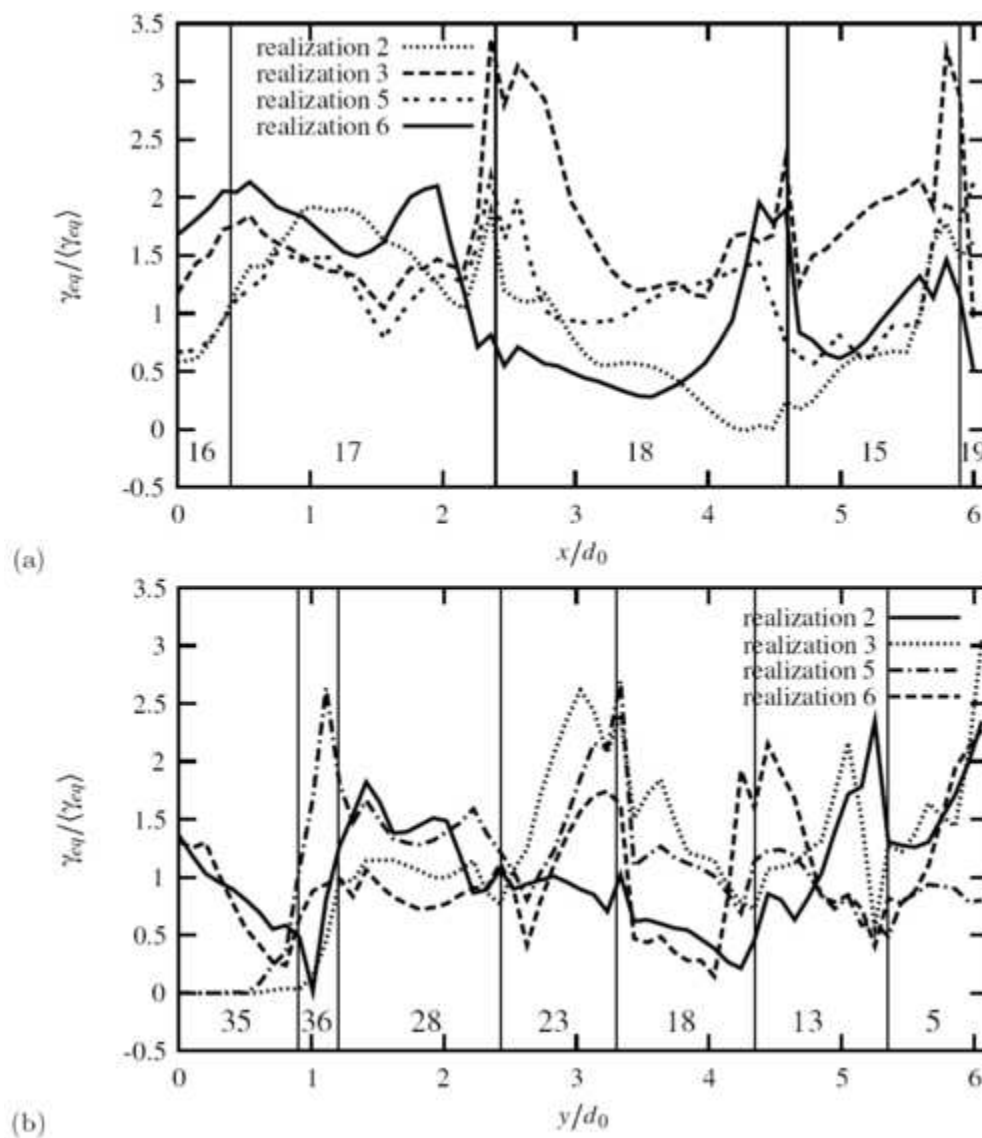 3.5
3
2.5
2
1.5
1
0.5
0
-0.5
γeq/⟨γeq⟩
realization 2
realization 3
realization 5
realization 6
16 17 18 15 19
0 1 2 3 4 5 6
x/d0
(a)
3.5
3
2.5
2
1.5
1
0.5
0
-0.5
γeq/⟨γeq⟩
realization 2
realization 3
realization 5
realization 6
35 36 28 23 18 13 5
0 1 2 3 4 5 6
y/d0
(b)